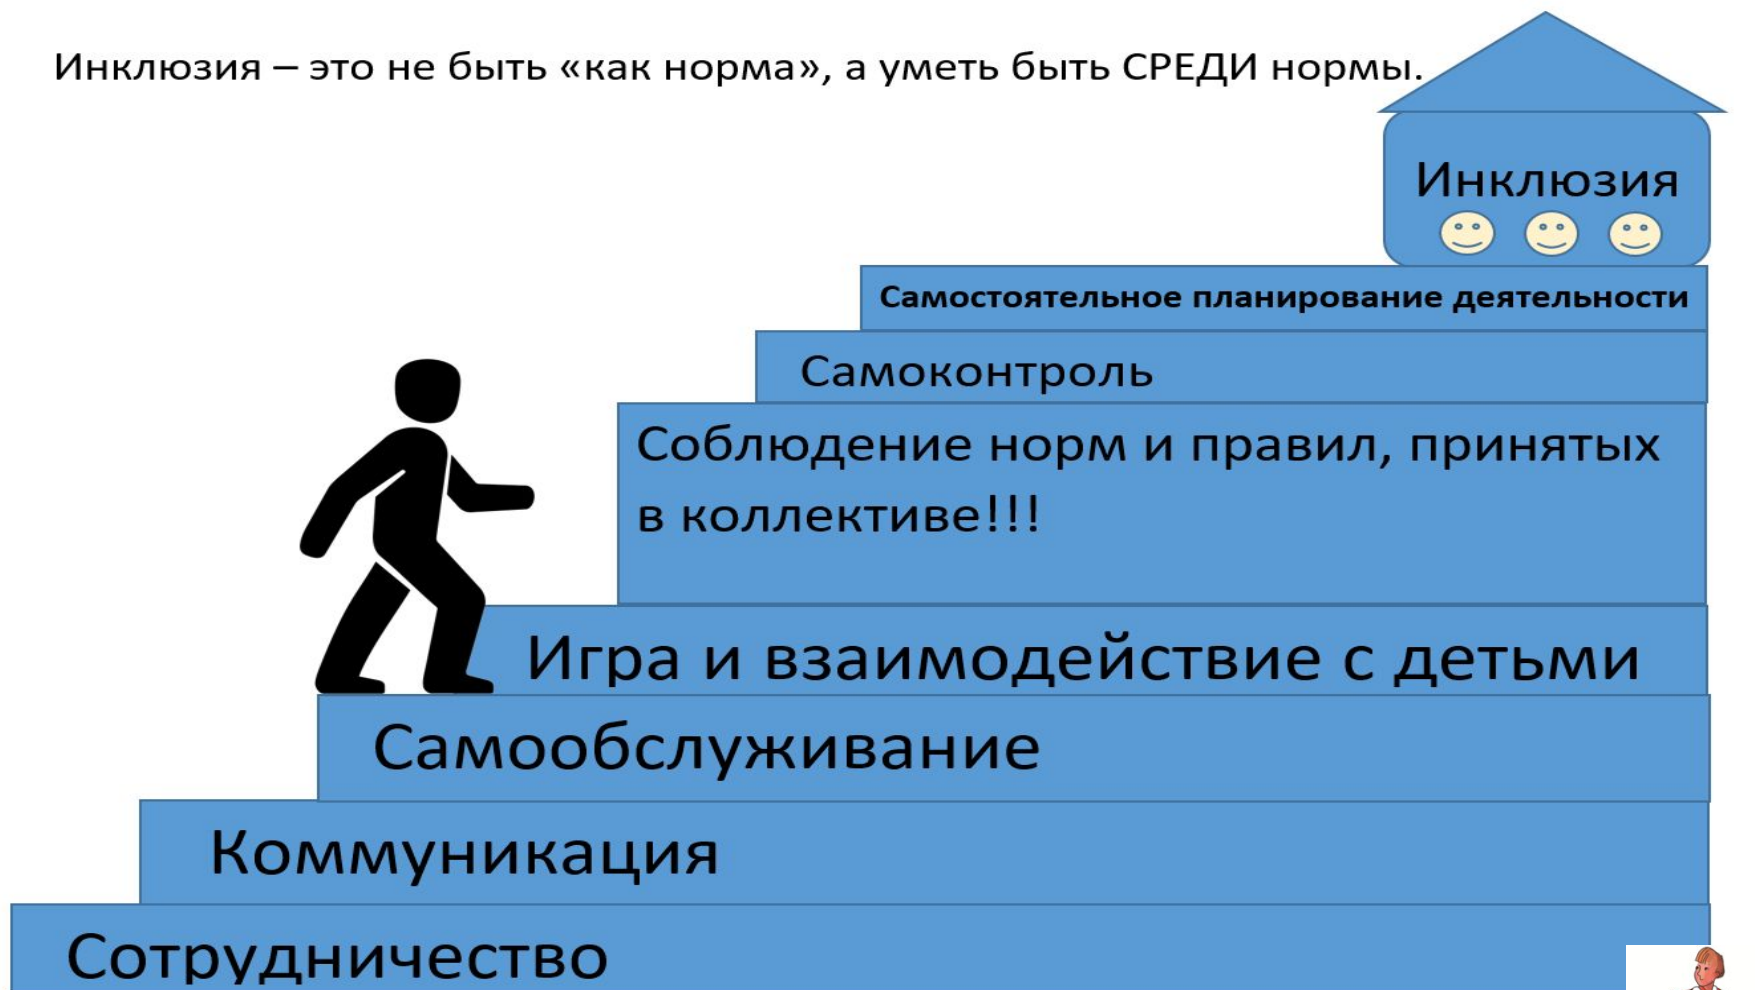 Инклюзия – это не быть «как норма», а уметь быть СРЕДИ нормы.
Инклюзия
Самостоятельное планирование деятельности
Самоконтроль
Соблюдение норм и правил, принятых
в коллективе!!!
Игра и взаимодействие с детьми
Самообслуживание
Коммуникация
Сотрудничество